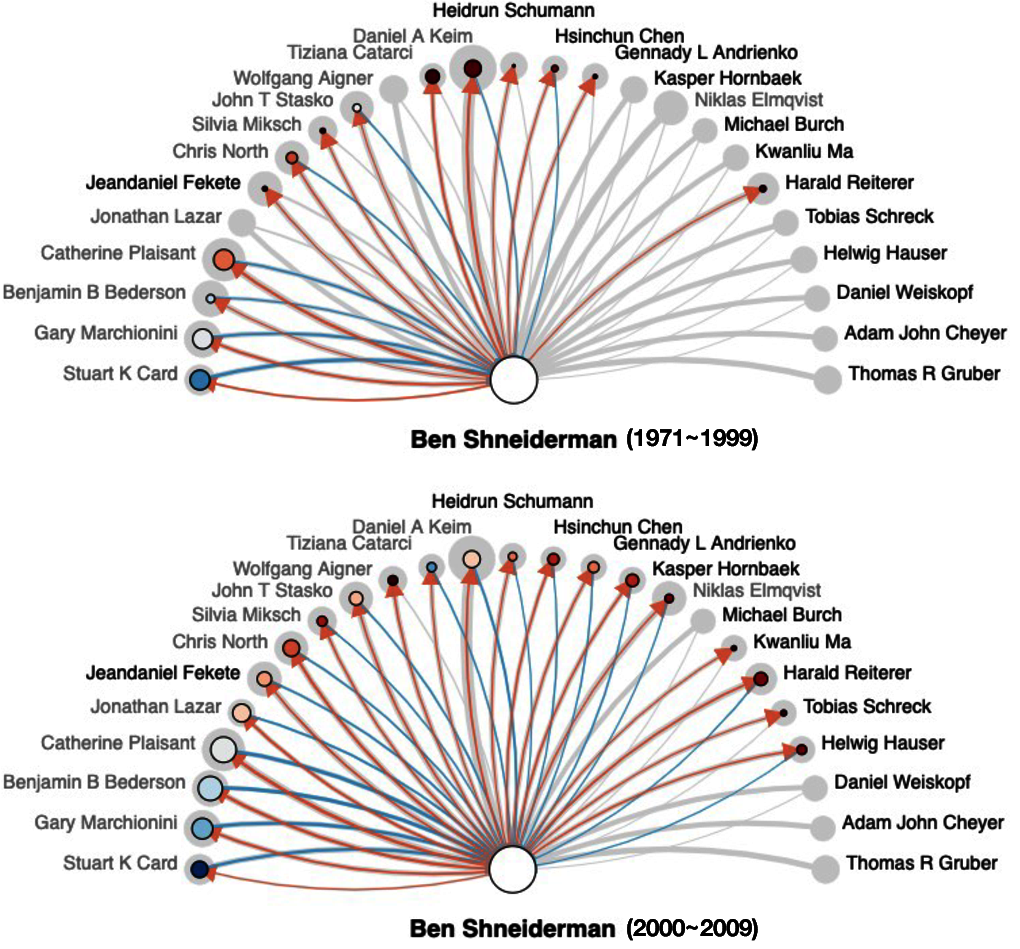 Heidrun Schumann
Daniel A Keim
Hsinchun Chen
Tiziana Catarci
Gennady L Andrienko
Wolfgang Aigner
Kasper Hornbaek
John T Stasko
Niklas Elmqvist
Silvia Miksch
Michael Burch
Chris North
Kwanliu Ma
Jeandaniel Fekete
Harald Reiterer
Jonathan Lazar
Tobias Schreck
Catherine Plaisant
Helwig Hauser
Benjamin B Bederson
Daniel Weiskopf
Gary Marchionini
Adam John Cheyer
Stuart K Card
Thomas R Gruber
Ben Shneiderman (1971~1999)
Heidrun Schumann
Daniel A Keim
Hsinchun Chen
Tiziana Catarci
Gennady L Andrienko
Wolfgang Aigner
Kasper Hornbaek
John T Stasko
Niklas Elmqvist
Silvia Miksch
Michael Burch
Chris North
Kwanliu Ma
Jeandaniel Fekete
Harald Reiterer
Jonathan Lazar
Tobias Schreck
Catherine Plaisant
Helwig Hauser
Benjamin B Bederson
Daniel Weiskopf
Gary Marchionini
Adam John Cheyer
Stuart K Card
Thomas R Gruber
Ben Shneiderman (2000~2009)